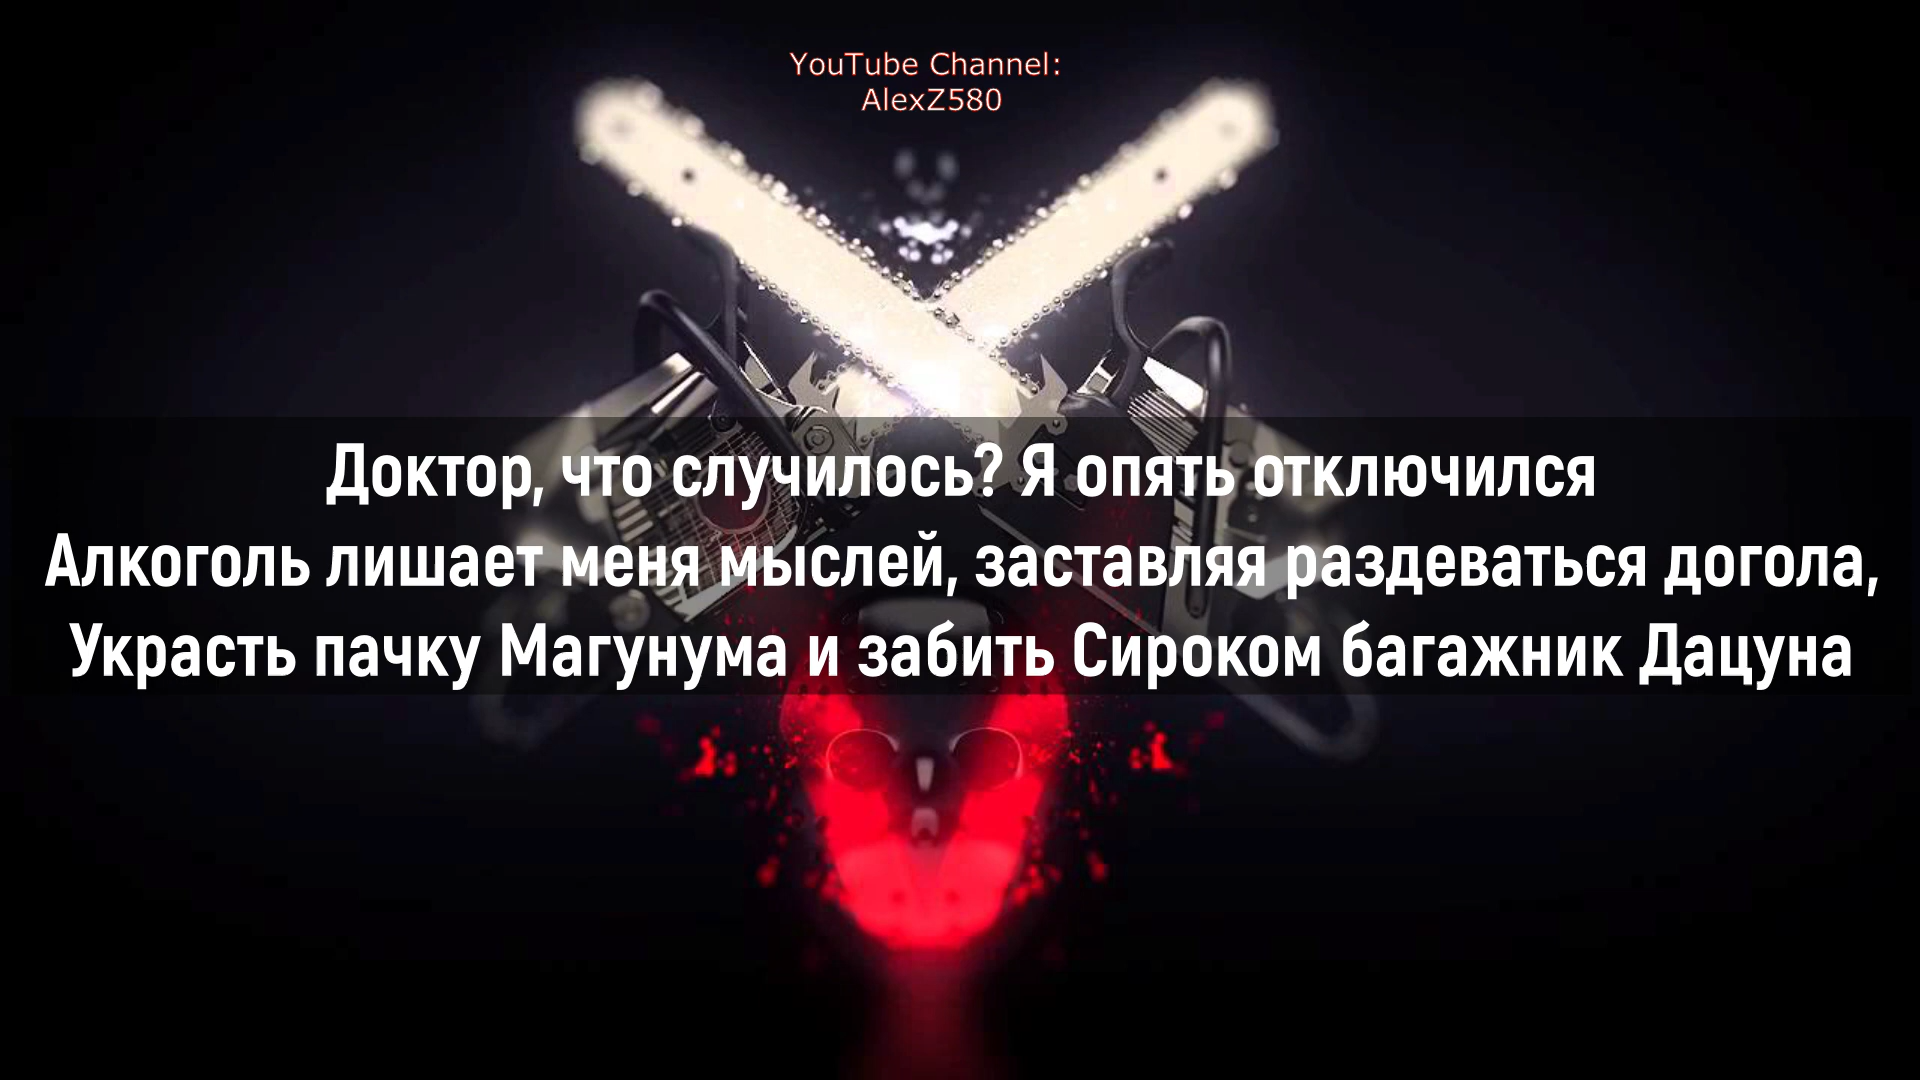 YouTube Channel:
AlexZ580
Доктор, что случилось? Я опять отключился
Алкоголь лишает меня мыслей, заставляя раздеваться догола,
Украсть пачку Магунума и забить Сироком багажник Дацуна